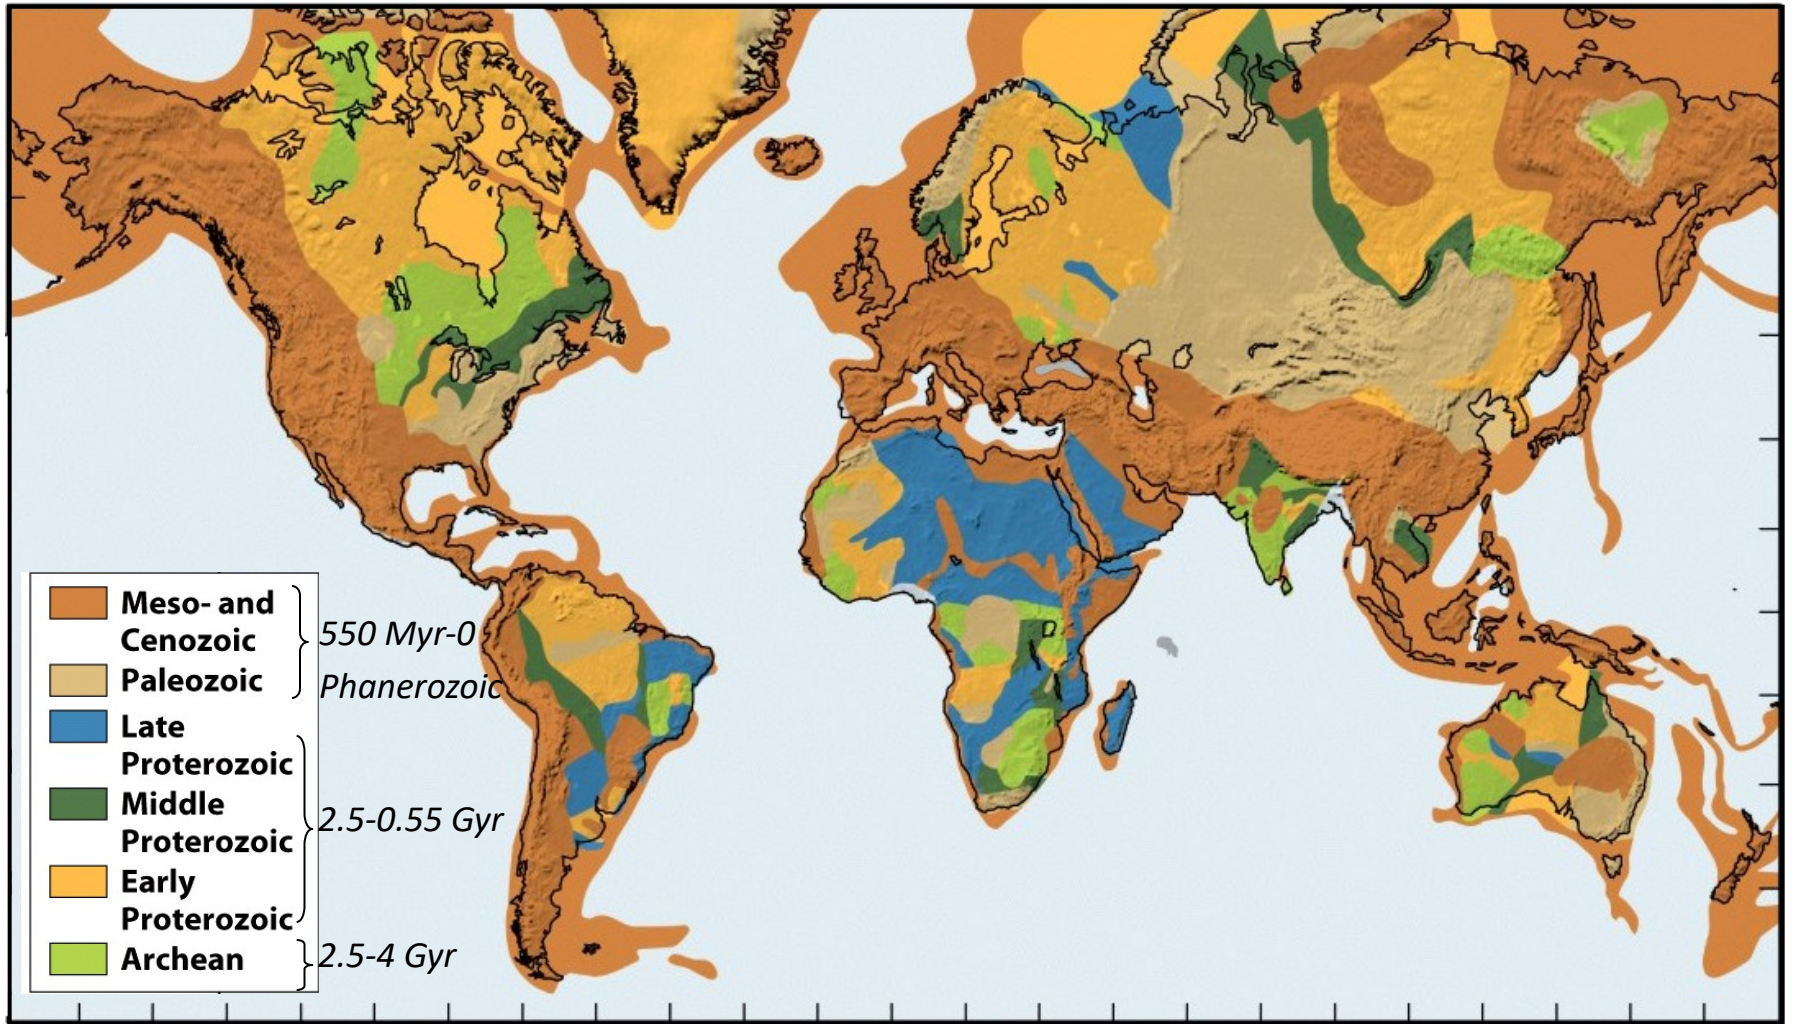 Meso- and
Cenozoic
550 Myr-0
Paleozoic
Phanerozoic
Late
Proterozoic
Middle
Proterozoic
2.5-0.55 Gyr
Early
Proterozoic
Archean
2.5-4 Gyr